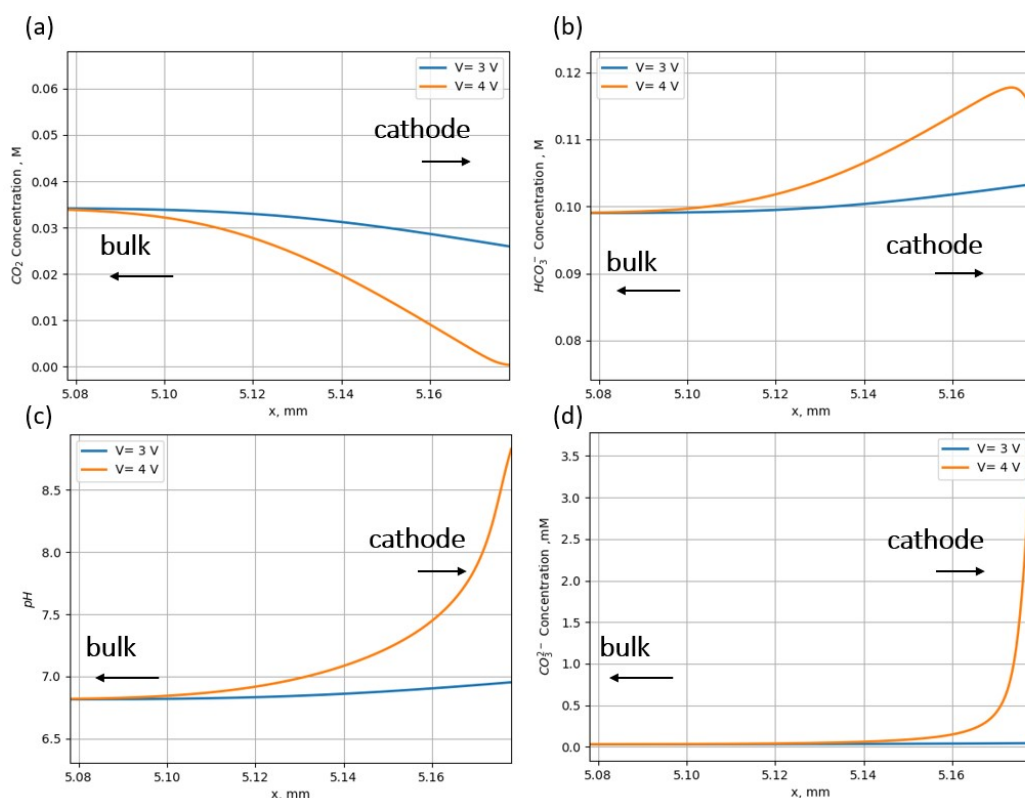 (a)
CO2 Concentration , M
0.06
0.05
0.04
0.03
0.02
0.01
0.00
V= 3 V
V= 4 V
cathode
bulk
5.08 5.10 5.12 5.14 5.16
x, mm
(b)
HCO3− Concentration , M
0.12
0.11
0.10
0.09
0.08
V= 3 V
V= 4 V
bulk
cathode
5.08 5.10 5.12 5.14 5.16
x, mm
(c)
pH
8.5
8.0
7.5
7.0
6.5
V= 3 V
V= 4 V
cathode
bulk
5.08 5.10 5.12 5.14 5.16
x, mm
(d)
CO32− Concentration ,mM
3.5
3.0
2.5
2.0
1.5
1.0
0.5
0.0
V= 3 V
V= 4 V
cathode
bulk
5.08 5.10 5.12 5.14 5.16
x, mm